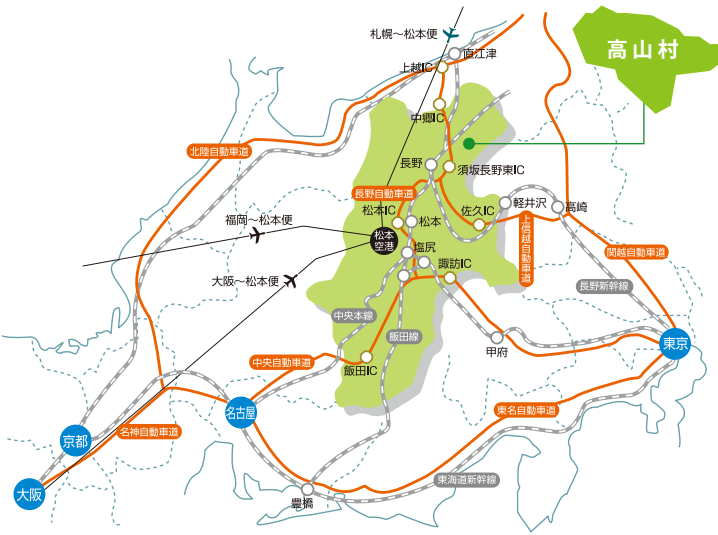 札幌〜松本便
直江津
高山村
上越IC
中郷IC
北陸自動車道
長野
須坂長野東IC
長野自動車道
松本IC
松本
佐久IC
軽井沢
高崎
福岡〜松本便
松本
空港
塩尻
上信越自動車道
関越自動車道
諏訪IC
大阪〜松本便
長野新幹線
中央本線
飯田線
甲府
東京
中央自動車道
飯田IC
名古屋
東名自動車道
京都
名神自動車道
東海道新幹線
豊橋
大阪